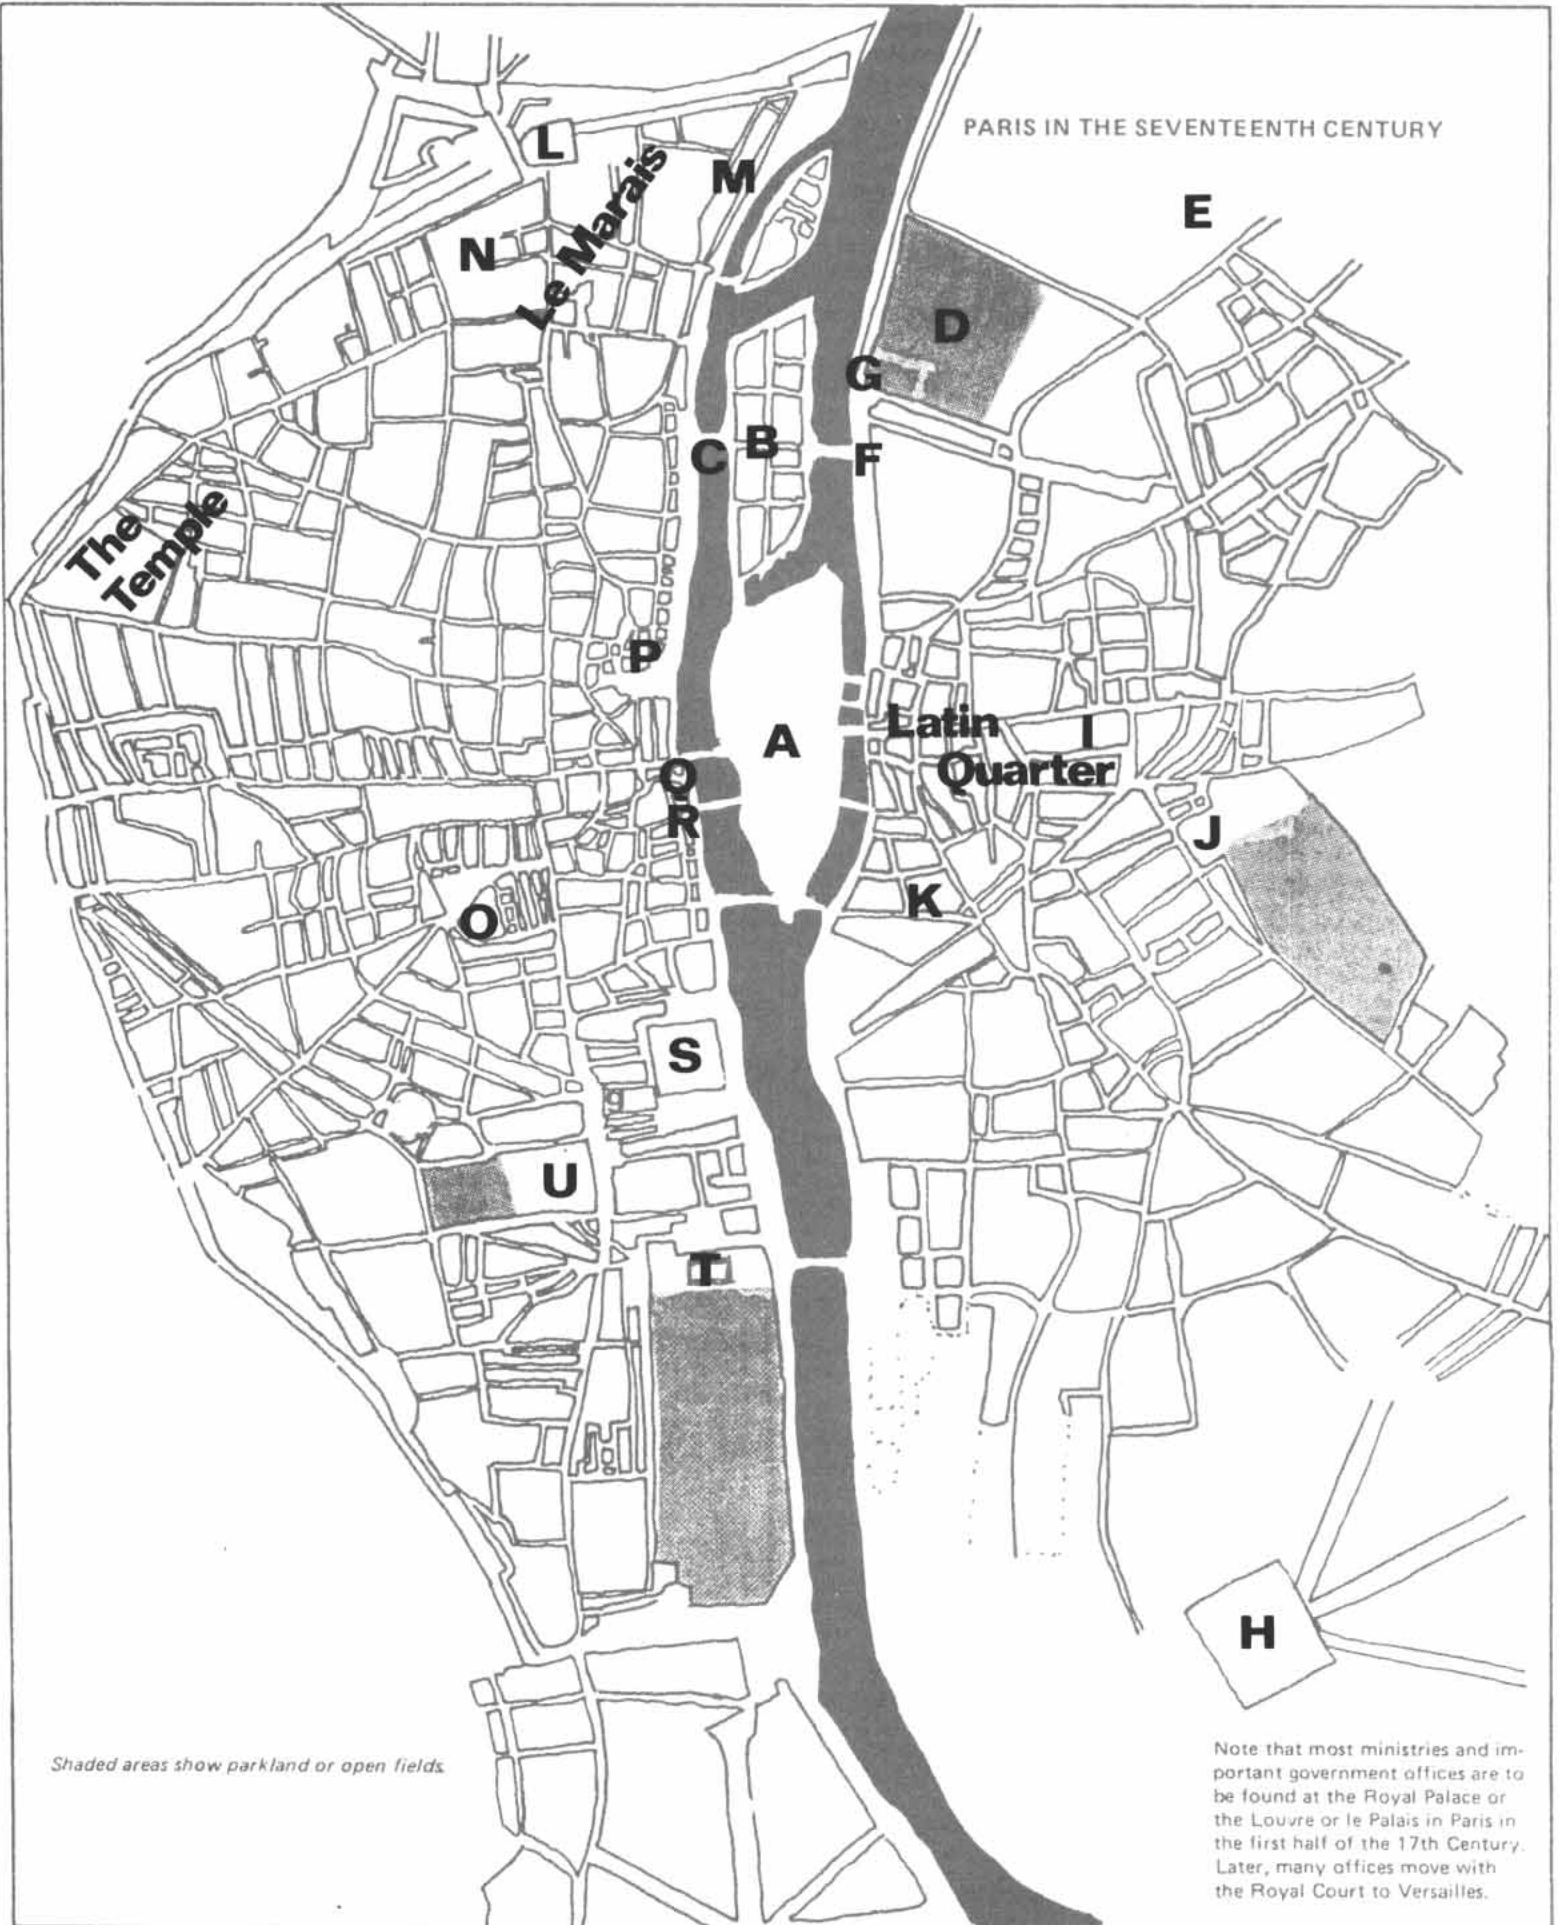 PARIS IN THE SEVENTEENTH CENTURY
L
M
E
Le Marais
N
D
G
B
C
F
The
Temple
P
Latin
Quarter
I
A
Q
R
J
K
O
S
U
T
H
Shaded areas show parkland or open fields.
Note that most ministries and im-
portant government offices are to
be found at the Royal Palace or
the Louvre or le Palais in Paris in
the first half of the 17th Century.
Later, many offices move with
the Royal Court to Versailles.